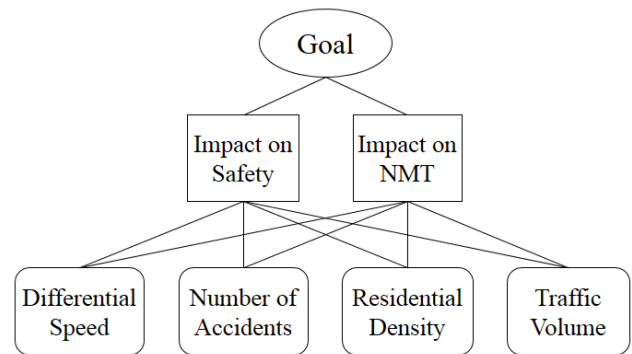 Goal
Impact on
Safety
Impact on
NMT
Differential
Speed
Number of
Accidents
Residential
Density
Traffic
Volume